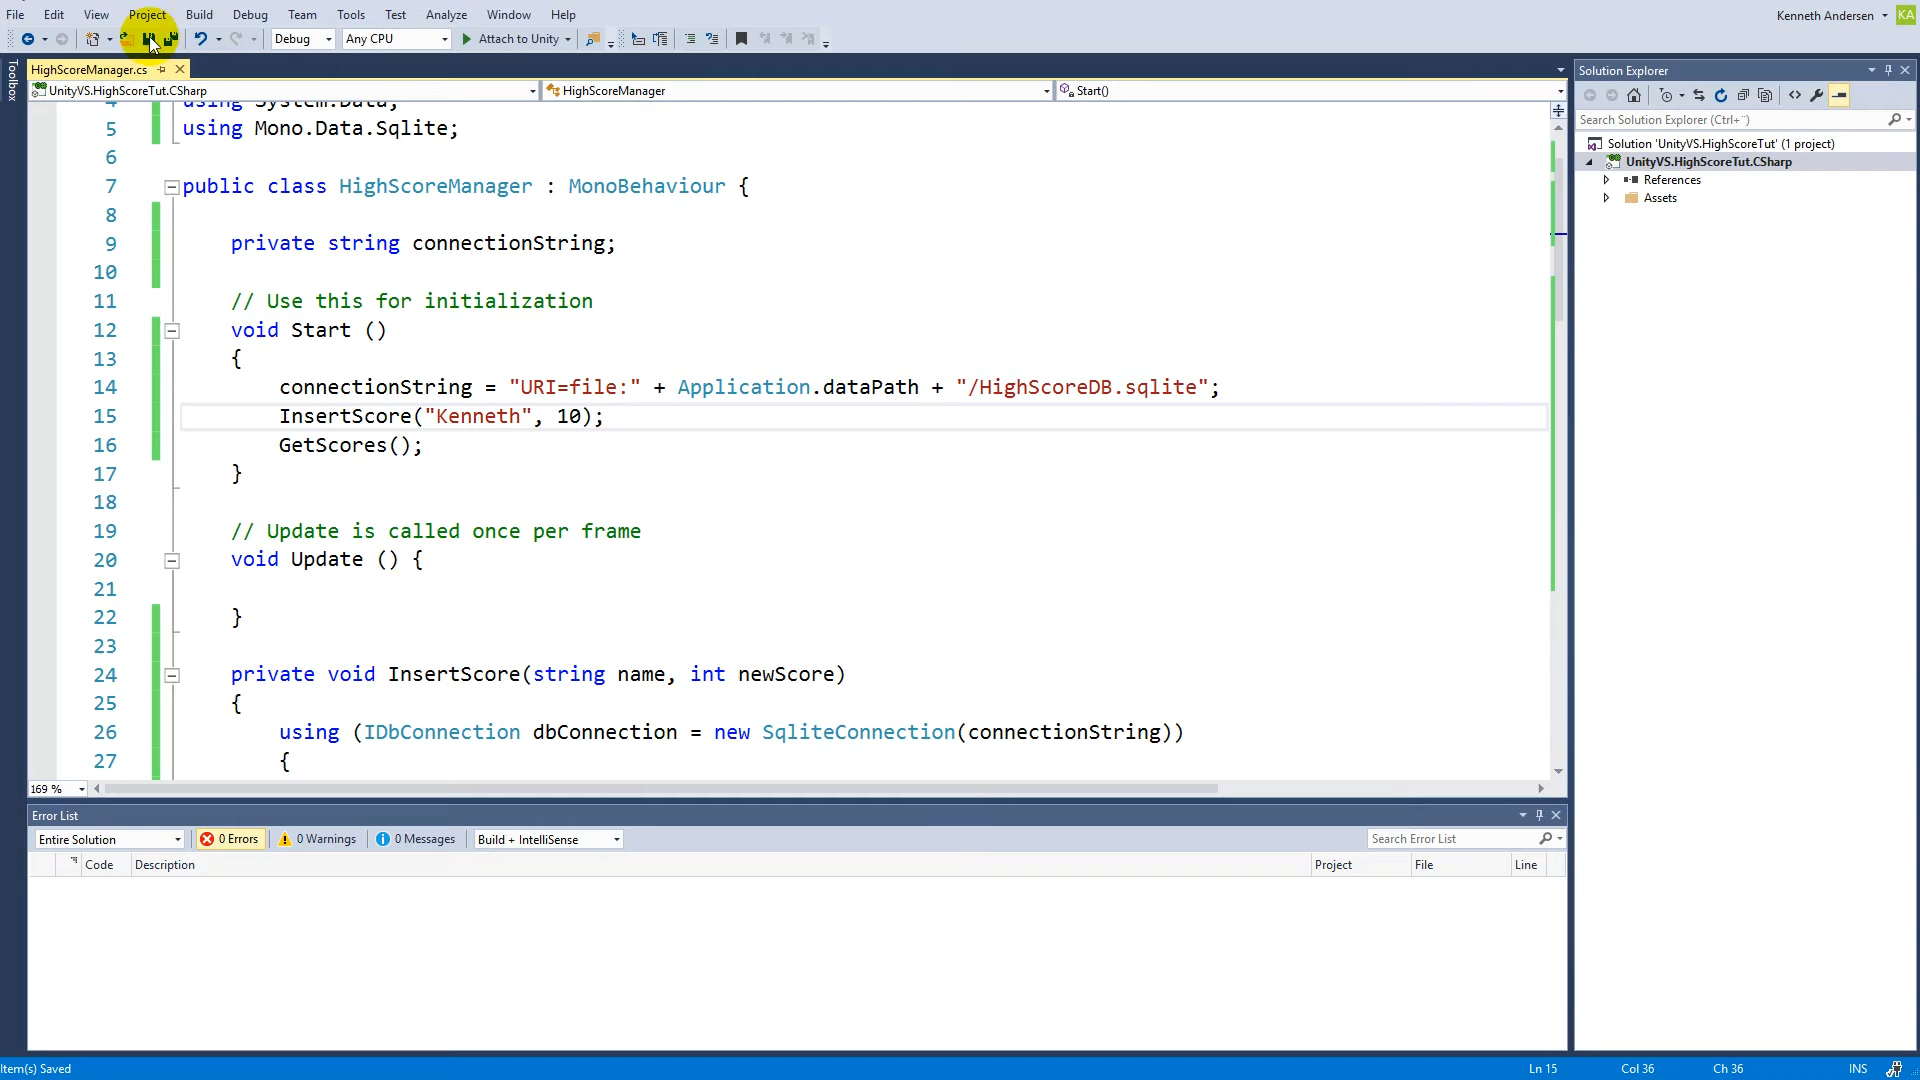 File Edit View Project Build Debug Team Tools Test Analyze Window Help
Kenneth Andersen
KA
Debug
Any CPU
Attach to Unity
Toolbox
HighScoreManager.cs
UnityVS.HighScoreTut.CSharp
HighScoreManager
Start()
4 using System.Data;
5 using Mono.Data.Sqlite;
6
7 public class HighScoreManager : MonoBehaviour {
8
9 private string connectionString;
10
11 // Use this for initialization
12 void Start ()
13 {
14 connectionString = "URI=file:" + Application.dataPath + "/HighScoreDB.sqlite";
15 InsertScore("Kenneth", 10);
16 GetScores();
17 }
18
19 // Update is called once per frame
20 void Update () {
21
22 }
23
24 private void InsertScore(string name, int newScore)
25 {
26 using (IDbConnection dbConnection = new SqliteConnection(connectionString))
27 {
169 %
Error List
Entire Solution
0 Errors
0 Warnings
0 Messages
Build + IntelliSense
Search Error List
Code Description Project File Line
Solution Explorer
Search Solution Explorer (Ctrl+¨)
Solution 'UnityVS.HighScoreTut' (1 project)
UnityVS.HighScoreTut.CSharp
References
Assets
Item(s) Saved
Ln 15 Col 36 Ch 36 INS